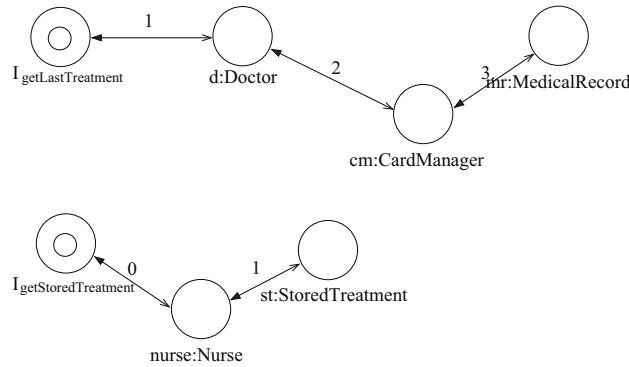 1
I getLastTreatment
d:Doctor
2
3
mr:MedicalRecord
cm:CardManager
0
1
I getStoredTreatment
st:StoredTreatment
nurse:Nurse